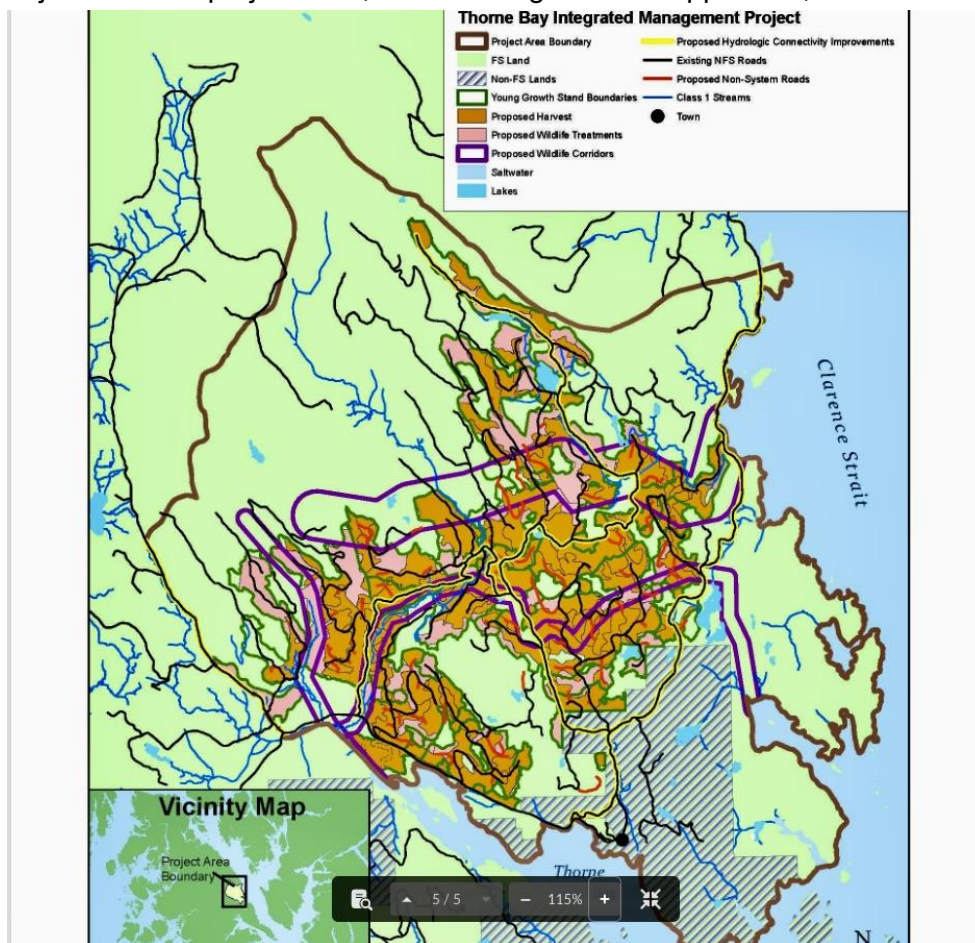 Thorne Bay Integrated Management Project
Project Area Boundary
FS Land
Non-FS Lands
Young Growth Stand Boundaries
Proposed Harvest
Proposed Wildlife Treatments
Proposed Wildlife Corridors
Saltwater
Lakes
Proposed Hydrologic Connectivity Improvements
Existing NFS Roads
Proposed Non-System Roads
Class 1 Streams
Town
Clarence Strait
Vicinity Map
Project Area
Boundary
Thorne
5 / 5
115%
N